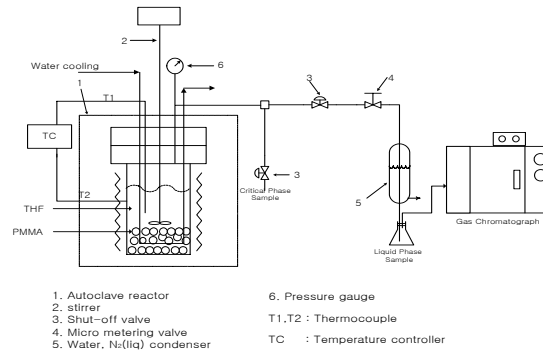 2
6
Water cooling
1
T1
3
4
TC
3
Critical Phase
Sample
T2
5
THF
PMMA
Gas Chromatograph
Liquid Phase
Sample
1. Autoclave reactor
2. stirrer
3. Shut-off valve
4. Micro metering valve
5. Water, N₂(liq) condenser
6. Pressure gauge
T1,T2 : Thermocouple
TC : Temperature controller